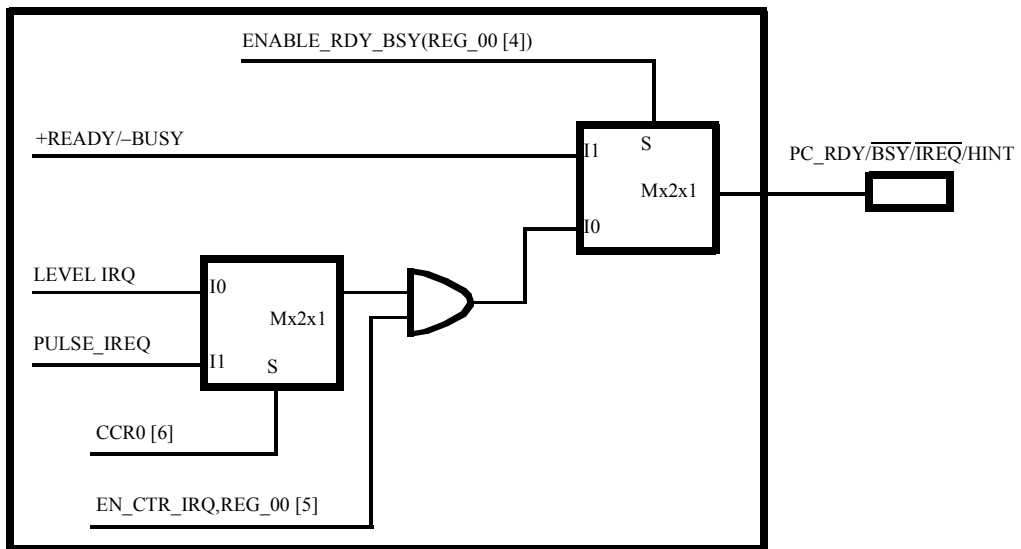 ENABLE_RDY_BSY(REG_00 [4])
+READY/–BUSY
I1
S
Mx2x1
I0
PC_RDY/BSY/IREQ/HINT
LEVEL IRQ
I0
Mx2x1
PULSE_IREQ
I1
S
CCR0 [6]
EN_CTR_IRQ,REG_00 [5]